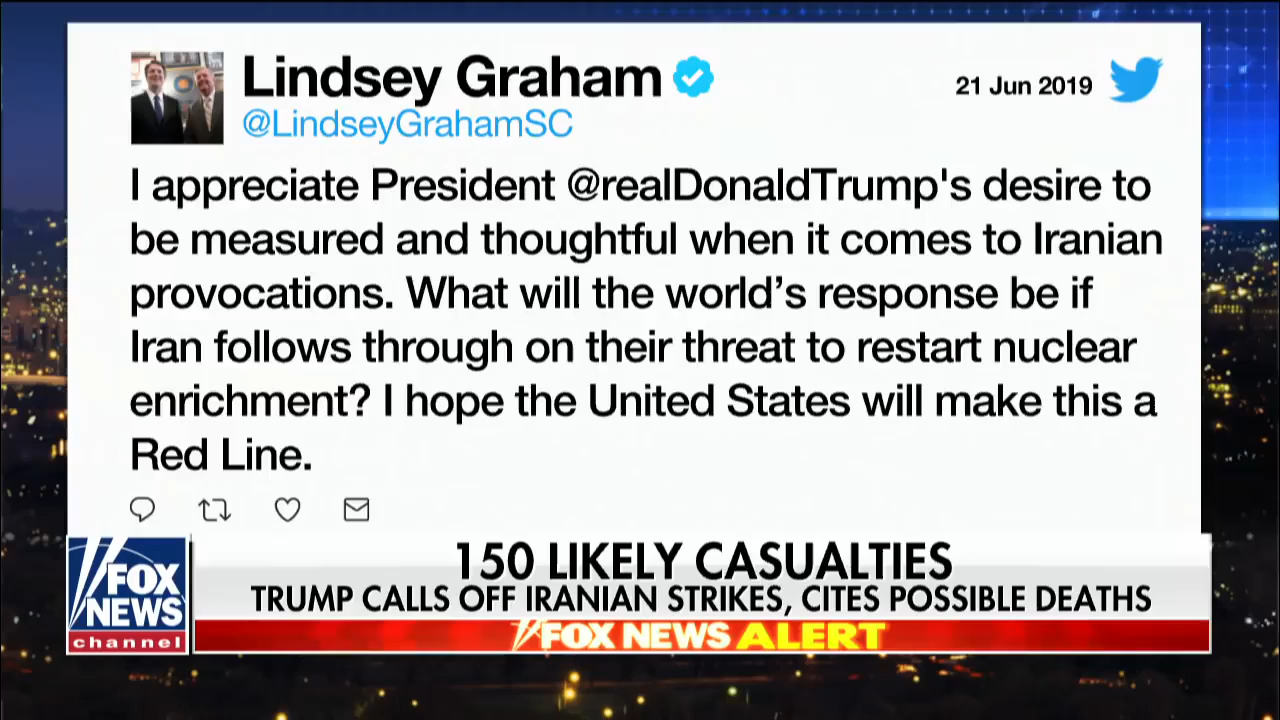 Lindsey Graham
@LindseyGrahamSC
21 Jun 2019
I appreciate President @realDonaldTrump's desire to
be measured and thoughtful when it comes to Iranian
provocations. What will the world’s response be if
Iran follows through on their threat to restart nuclear
enrichment? I hope the United States will make this a
Red Line.
150 LIKELY CASUALTIES
TRUMP CALLS OFF IRANIAN STRIKES, CITES POSSIBLE DEATHS
FOX NEWS ALERT
FOX
NEWS
channel